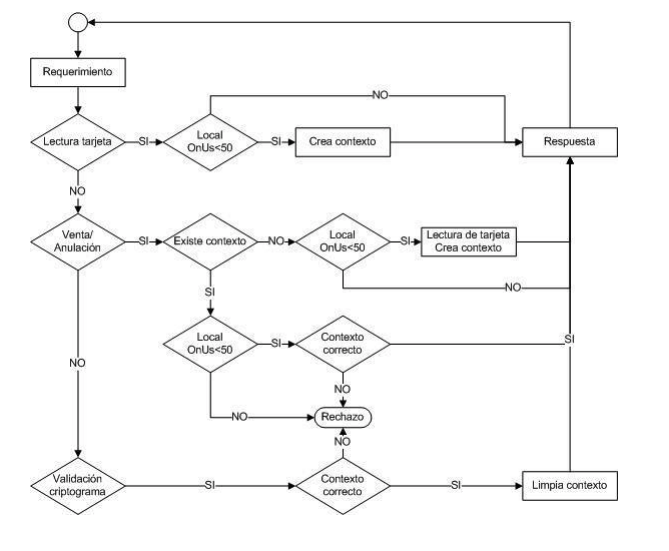 Requerimiento
NO
Lectura tarjeta
SI
Local
OnUs<50
SI
Crea contexto
Respuesta
NO
Venta/
Anulación
SI
Existe contexto
NO
Local
OnUs<50
SI
Lectura de tarjeta
Crea contexto
NO
SI
Local
OnUs<50
SI
Contexto
correcto
SI
NO
NO
NO
Rechazo
NO
Validación
criptograma
SI
Contexto
correcto
SI
Limpia contexto